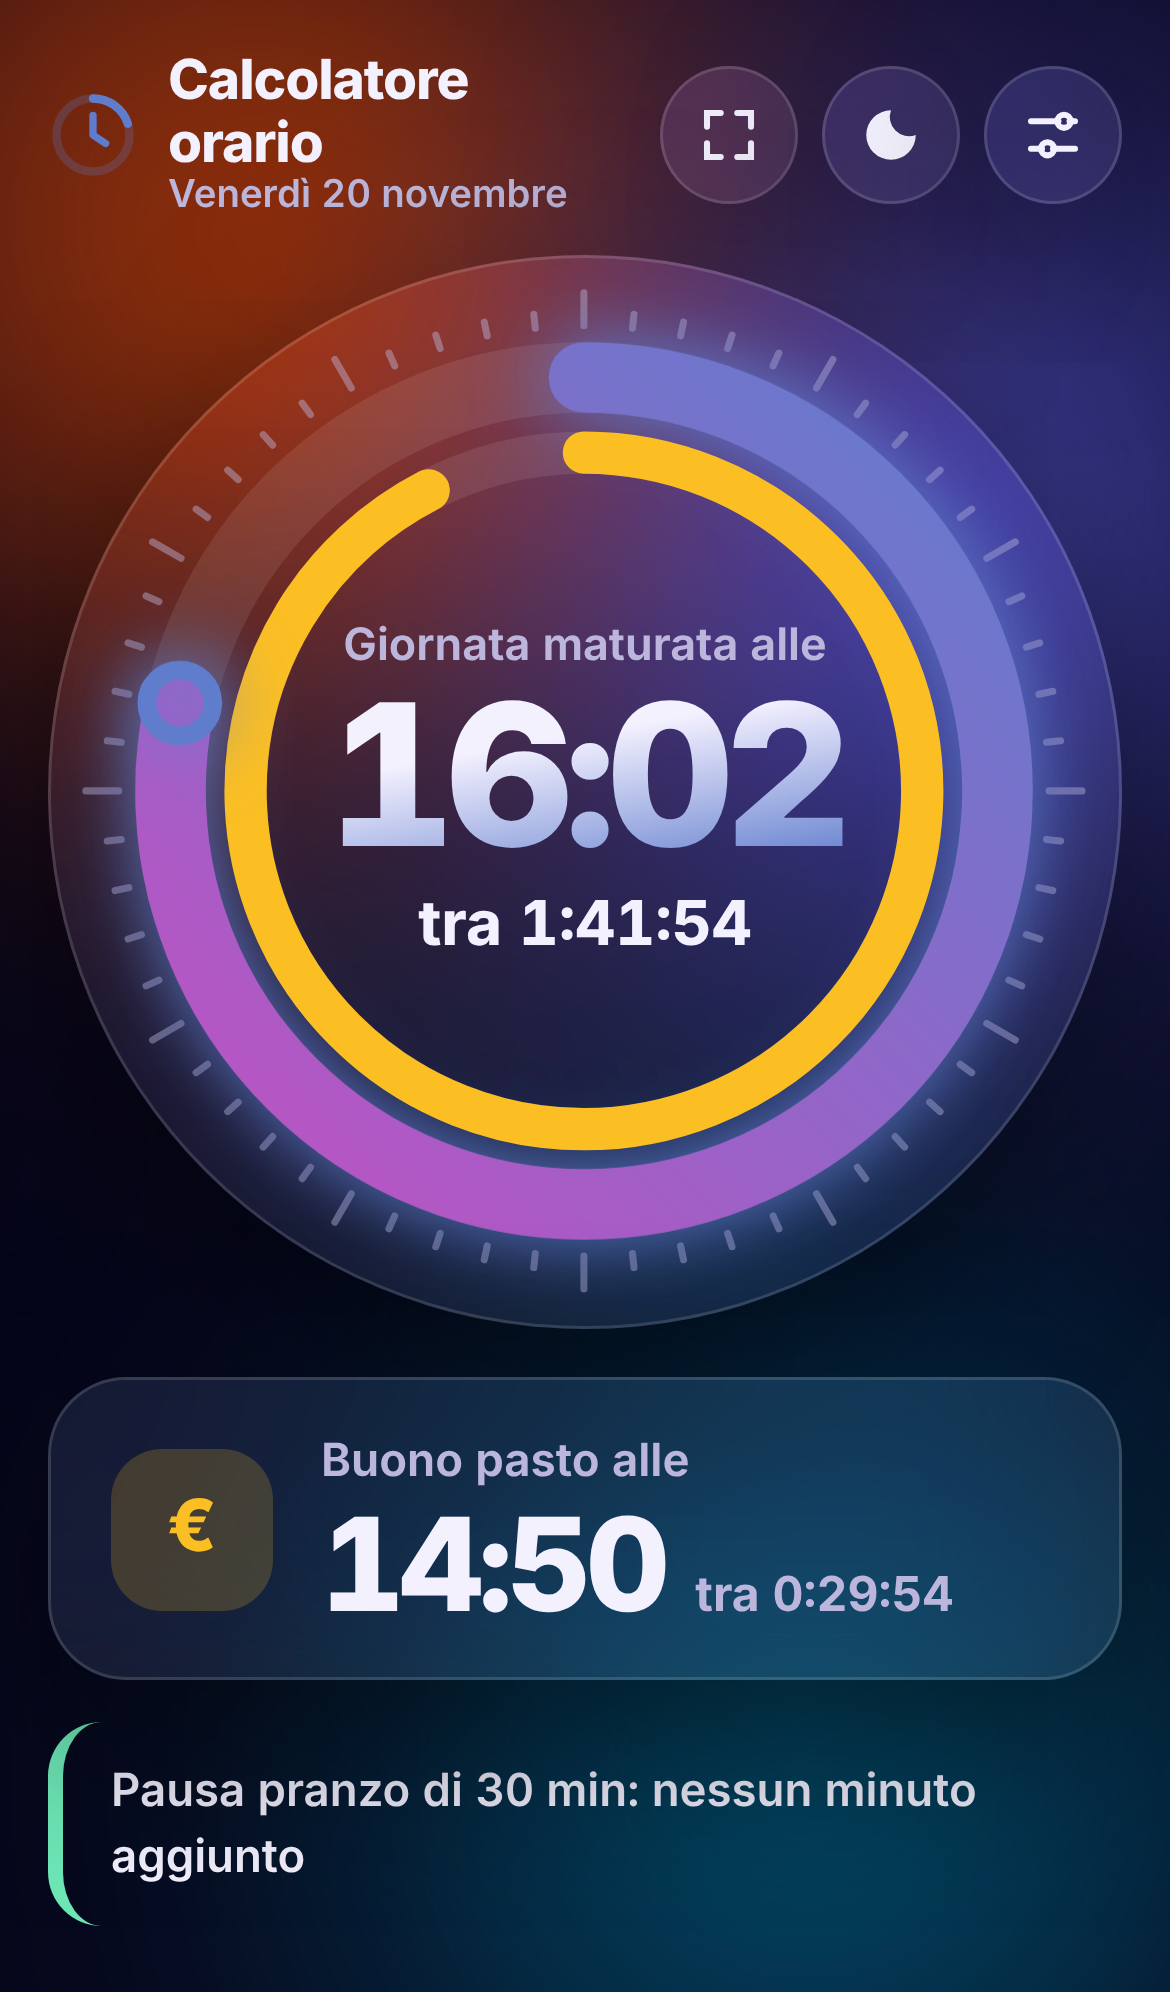 Calcolatore
orario
Venerdì 20 novembre
Giornata maturata alle
16:02
tra 1:41:54
€
Buono pasto alle
14:50 tra 0:29:54
Pausa pranzo di 30 min: nessun minuto
aggiunto